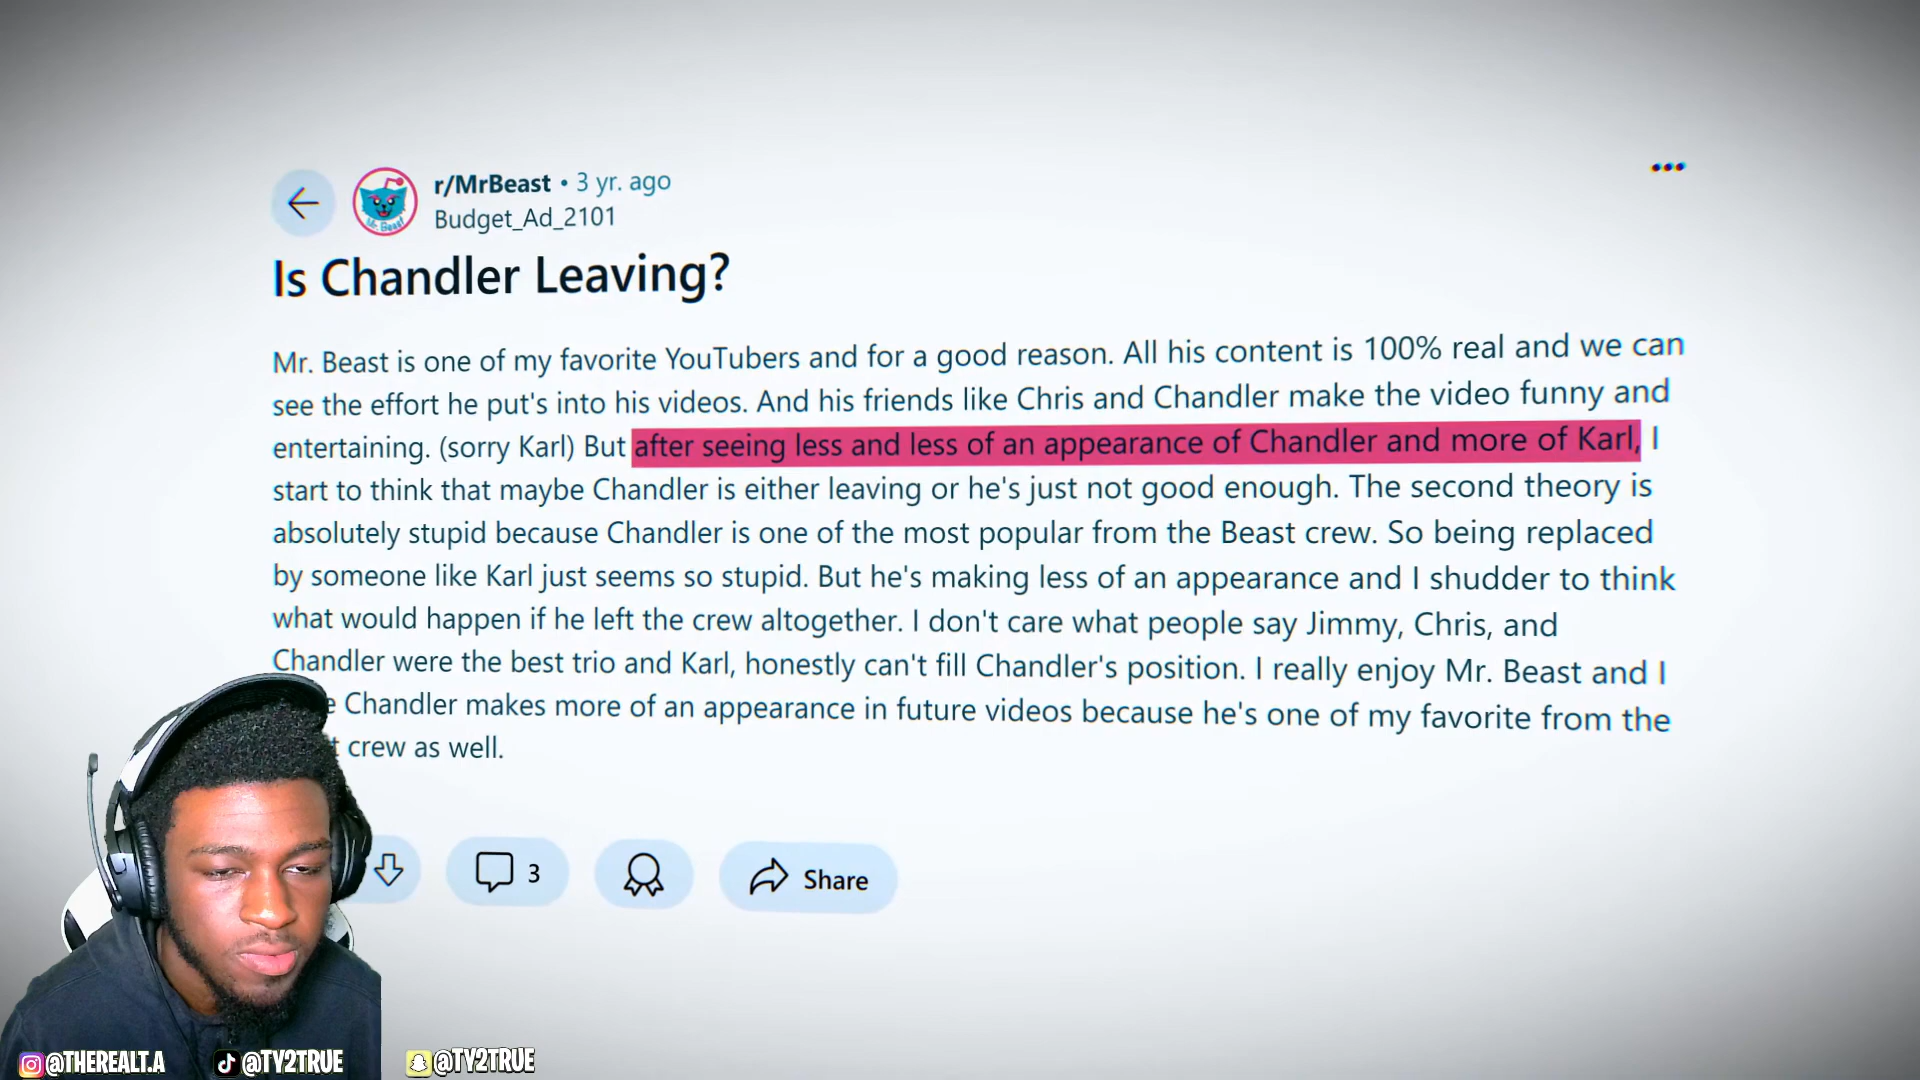 r/MrBeast • 3 yr. ago
Budget_Ad_2101
Is Chandler Leaving?
Mr. Beast is one of my favorite YouTubers and for a good reason. All his content is 100% real and we can
see the effort he put's into his videos. And his friends like Chris and Chandler make the video funny and
entertaining. (sorry Karl) But after seeing less and less of an appearance of Chandler and more of Karl, I
start to think that maybe Chandler is either leaving or he's just not good enough. The second theory is
absolutely stupid because Chandler is one of the most popular from the Beast crew. So being replaced
by someone like Karl just seems so stupid. But he's making less of an appearance and I shudder to think
what would happen if he left the crew altogether. I don't care what people say Jimmy, Chris, and
Chandler were the best trio and Karl, honestly can't fill Chandler's position. I really enjoy Mr. Beast and I
Chandler makes more of an appearance in future videos because he's one of my favorite from the
crew as well.
3
Share
@THEREALT.A
@TY2TRUE
@TY2TRUE